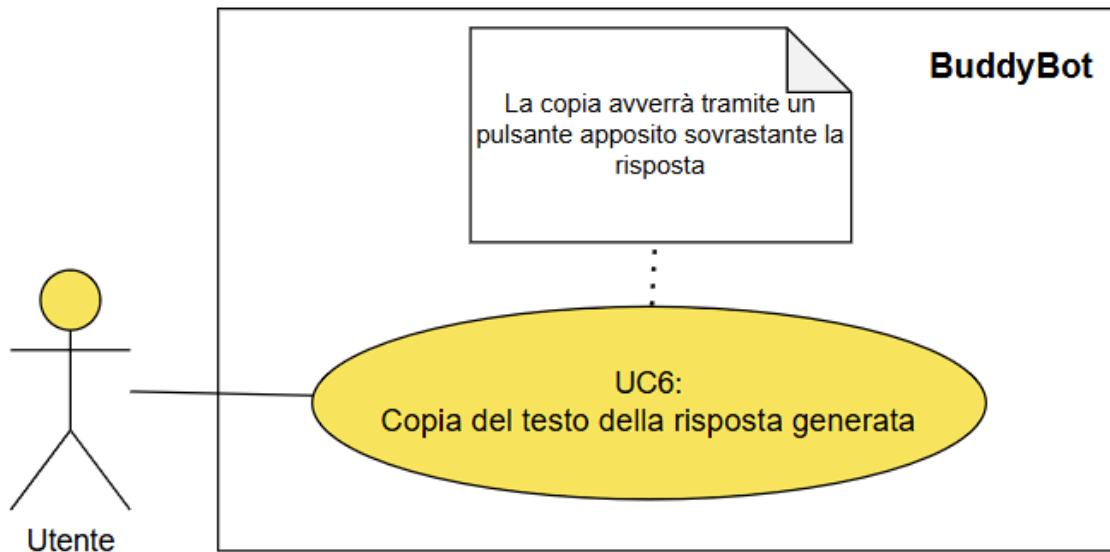 BuddyBot
La copia avverrà tramite un
pulsante apposito sovrastante la
risposta
UC6:
Copia del testo della risposta generata
Utente